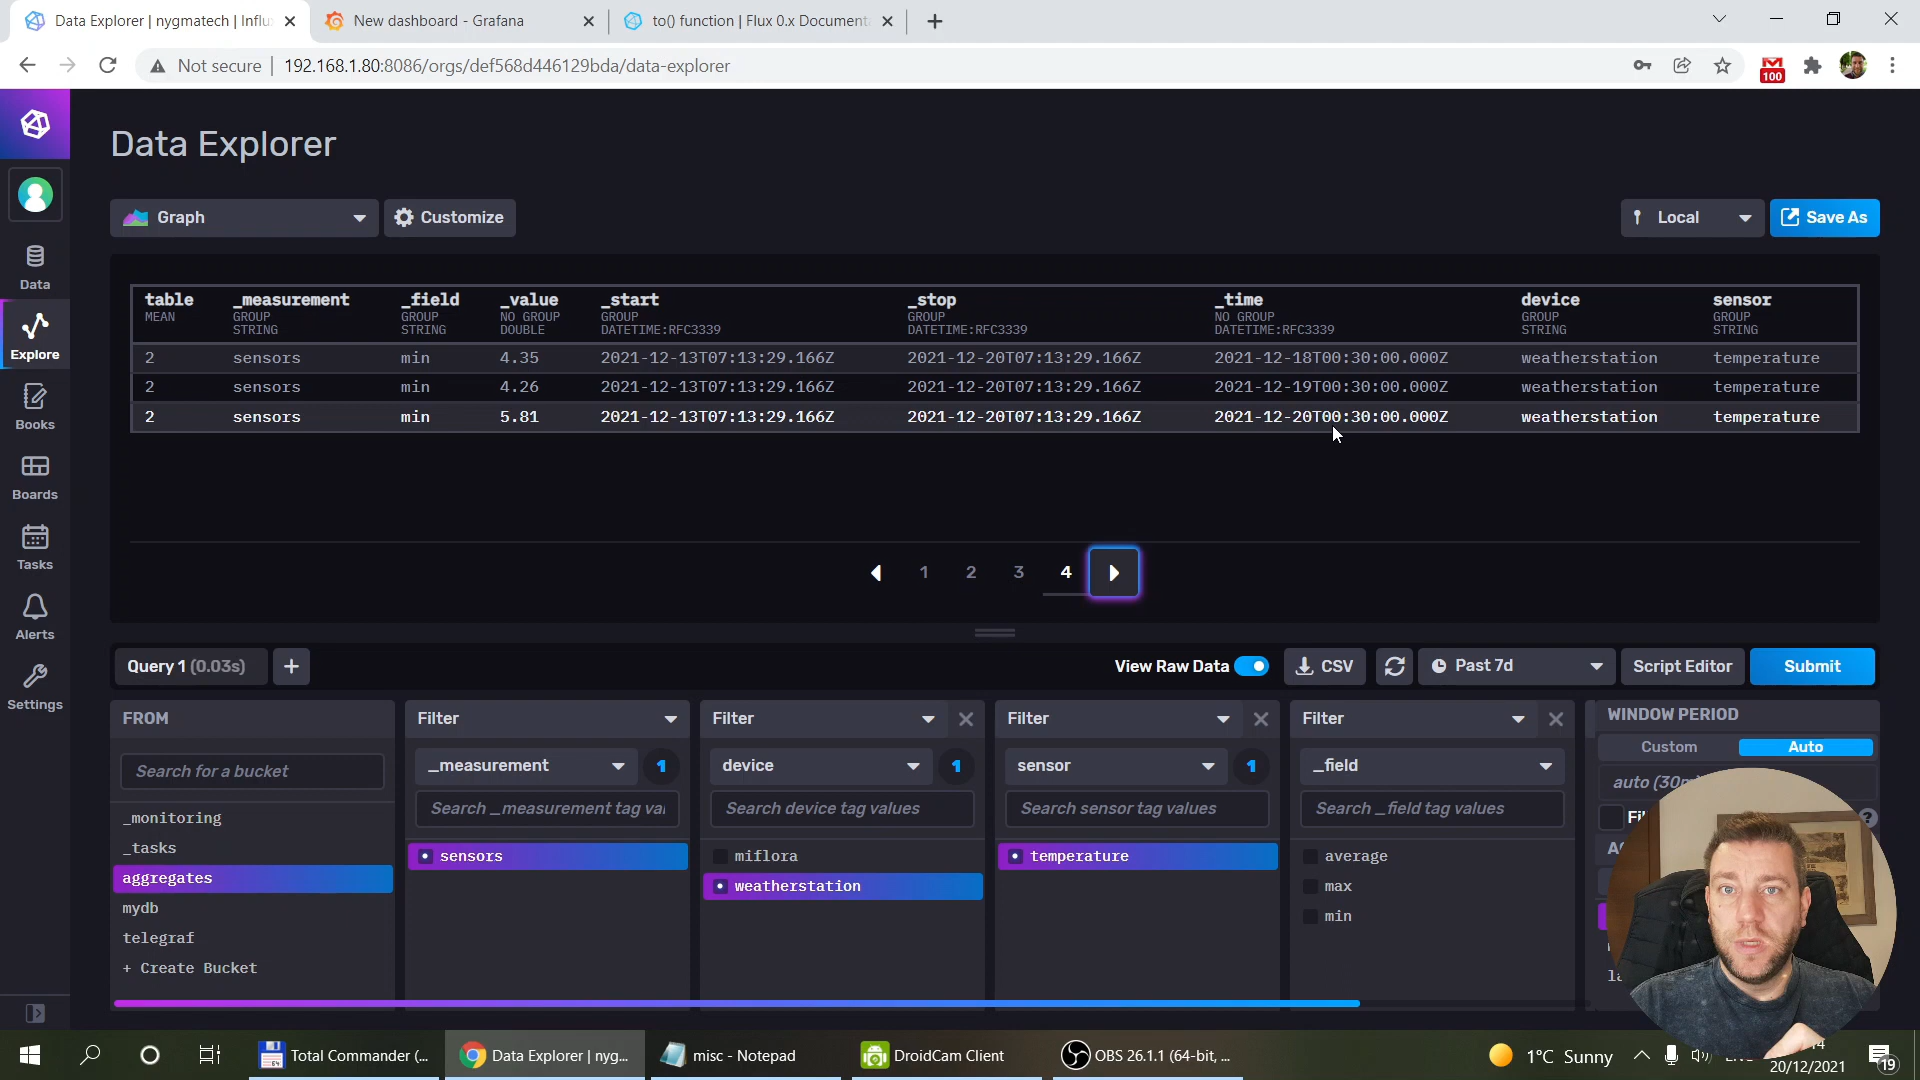 Data Explorer | nygmatech | Influ
New dashboard - Grafana
to() function | Flux 0.x Documenta
Not secure
192.168.1.80:8086/orgs/def568d446129bda/data-explorer
100
Data Explorer
Graph
Customize
Local
Save As
Data
Explore
Books
Boards
Tasks
Alerts
Settings
table _measurement _field _value _start _stop _time device sensor
MEAN GROUP GROUP NO GROUP GROUP GROUP NO GROUP GROUP GROUP
STRING STRING DOUBLE DATETIME:RFC3339 DATETIME:RFC3339 DATETIME:RFC3339 STRING STRING
2 sensors min 4.35 2021-12-13T07:13:29.166Z 2021-12-20T07:13:29.166Z 2021-12-18T00:30:00.000Z weatherstation temperature
2 sensors min 4.26 2021-12-13T07:13:29.166Z 2021-12-20T07:13:29.166Z 2021-12-19T00:30:00.000Z weatherstation temperature
2 sensors min 5.81 2021-12-13T07:13:29.166Z 2021-12-20T07:13:29.166Z 2021-12-20T00:30:00.000Z weatherstation temperature
1 2 3 4
Query 1 (0.03s)
+
View Raw Data
CSV
Past 7d
Script Editor
Submit
FROM
Search for a bucket
_monitoring
_tasks
aggregates
mydb
telegraf
+ Create Bucket
Filter
_measurement
1
Search _measurement tag val
sensors
Filter
device
1
Search device tag values
miflora
weatherstation
Filter
sensor
1
Search sensor tag values
temperature
Filter
_field
Search _field tag values
average
max
min
WINDOW PERIOD
Custom
Auto
auto (30
?
Total Commander (...
Data Explorer | nyg...
misc - Notepad
DroidCam Client
OBS 26.1.1 (64-bit, ...
1°C Sunny
20/12/2021
19